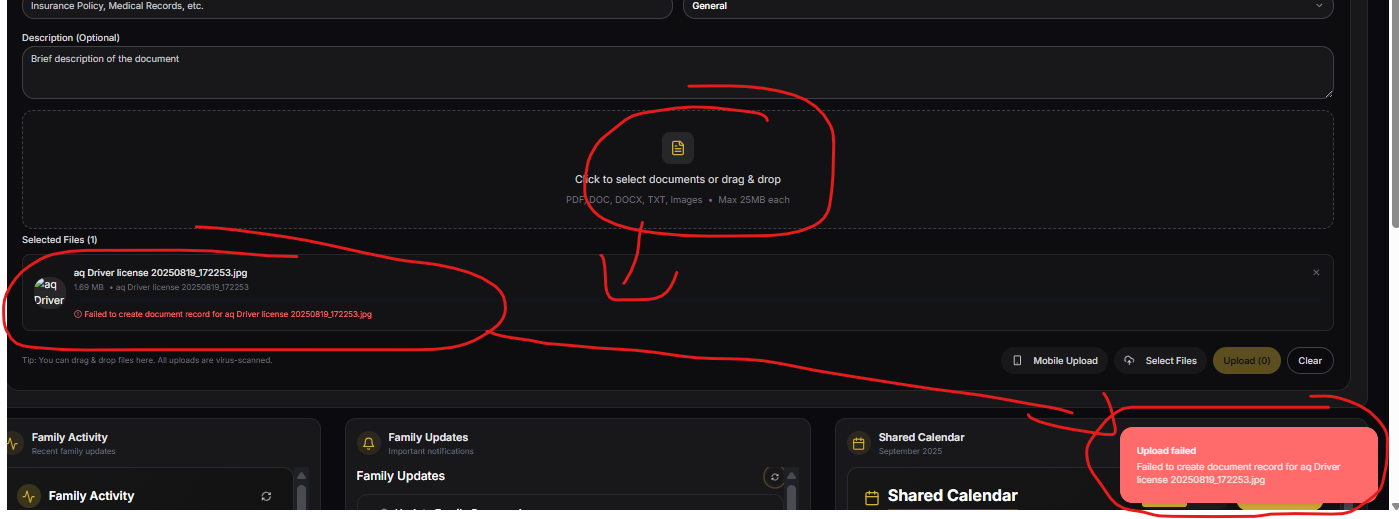 Insurance Policy, Medical Records, etc.
General
Description (Optional)
Brief description of the document
Click to select documents or drag & drop
PDF, DOC, DOCX, TXT, Images • Max 25MB each
Selected Files (1)
aq Driver
aq Driver license 20250819_172253.jpg
1.69 MB • aq Driver license 20250819_172253
Failed to create document record for aq Driver license 20250819_172253.jpg
Tip: You can drag & drop files here. All uploads are virus-scanned.
Mobile Upload
Select Files
Upload (0)
Clear
Family Activity
Recent family updates
Family Activity
Family Updates
Important notifications
Family Updates
Shared Calendar
September 2025
Shared Calendar
Upload failed
Failed to create document record for aq Driver
license 20250819_172253.jpg